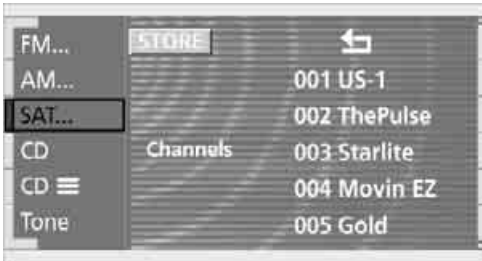 FM...
AM...
SAT...
CD
CD
Tone
STORE
Channels
001 US-1
002 ThePulse
003 Starlite
004 Movin EZ
005 Gold